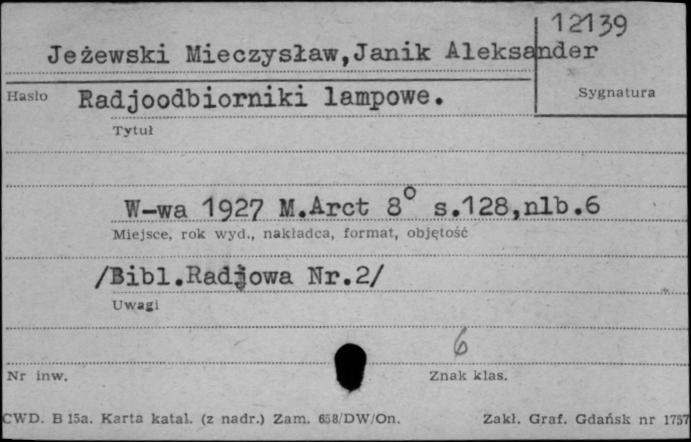 12139
Jeżewski Mieczysław,Janik Aleksander
Hasło Radjoodbiorniki lampowe. Sygnatura
Tytuł
W-wa 1927 M.Arct 8° s.128,nlb.6
Miejsce, rok wyd., nakładca, format, objętość
/Bibl.Radjowa Nr.2/
Uwagi
6
Nr inw. Znak klas.
CWD. B 15a. Karta katal. (z nadr.) Zam. 658/DW/On. Zakł. Graf. Gdańsk nr 1757